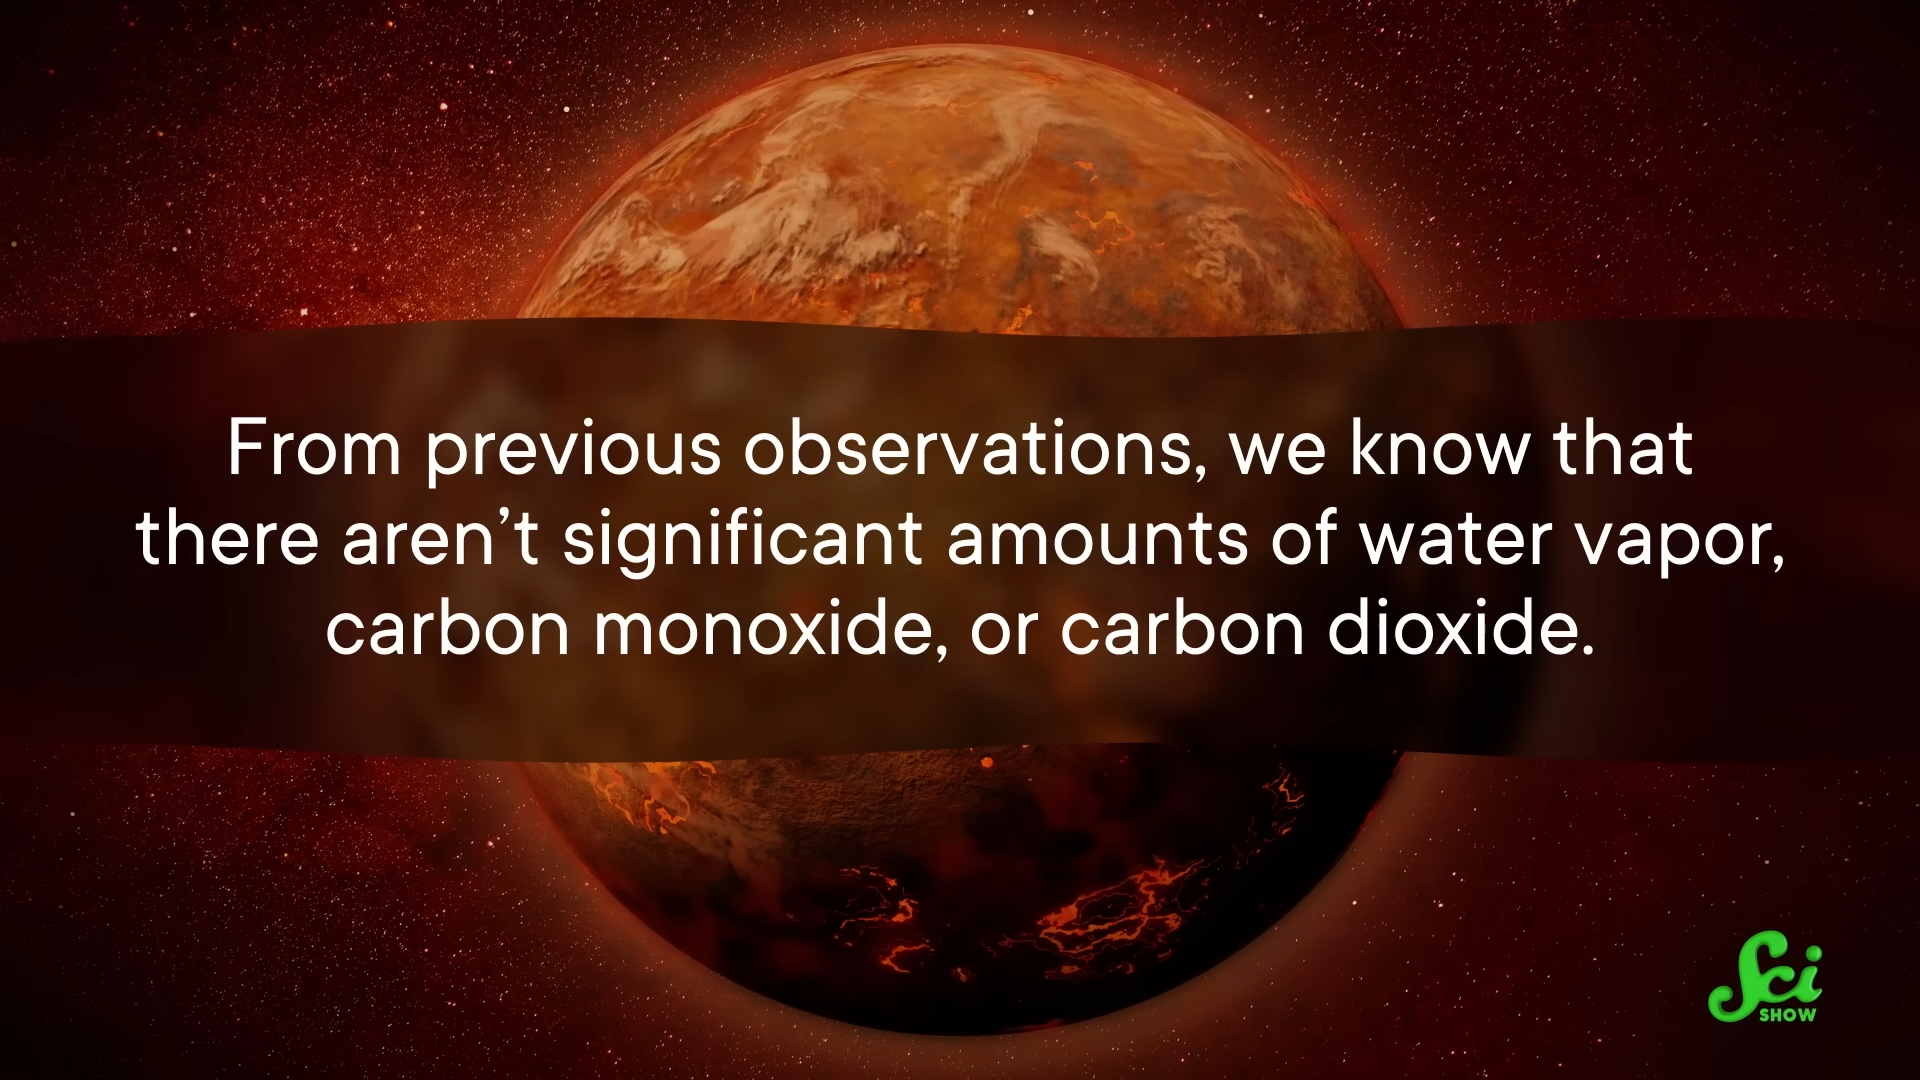 From previous observations, we know that
there aren’t significant amounts of water vapor,
carbon monoxide, or carbon dioxide.
Sci
SHOW